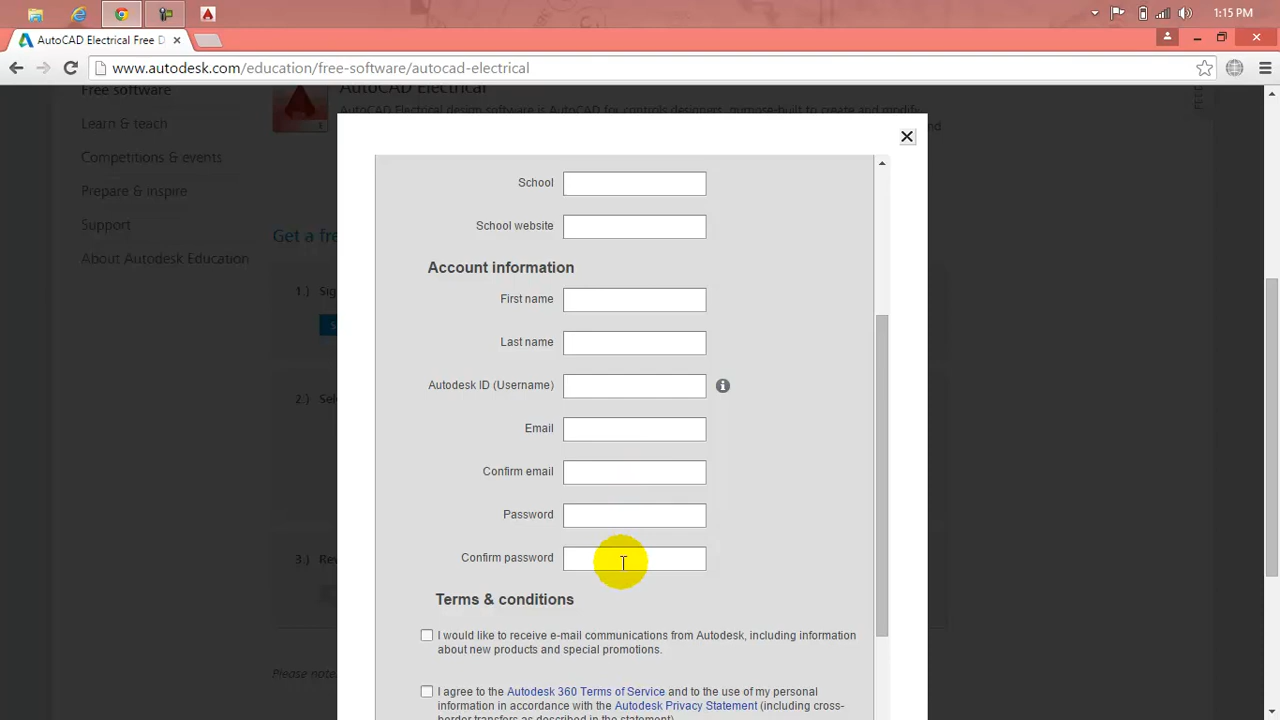 1:15 PM
AutoCAD Electrical Free D
www.autodesk.com/education/free-software/autocad-electrical
Free software
Learn & teach
Competitions & events
Prepare & inspire
Support
About Autodesk Education
AutoCAD Electrical
AutoCAD Electrical design software is AutoCAD for controls designers, purpose-built to create and modify
nd
Get a fre
1.) Sig
S
2.) Sel
3.) Rev
Please note
School
School website
Account information
First name
Last name
Autodesk ID (Username)
Email
Confirm email
Password
Confirm password
Terms & conditions
I would like to receive e-mail communications from Autodesk, including information
about new products and special promotions.
I agree to the Autodesk 360 Terms of Service and to the use of my personal
information in accordance with the Autodesk Privacy Statement (including cross-
border transfers as described in the statement)